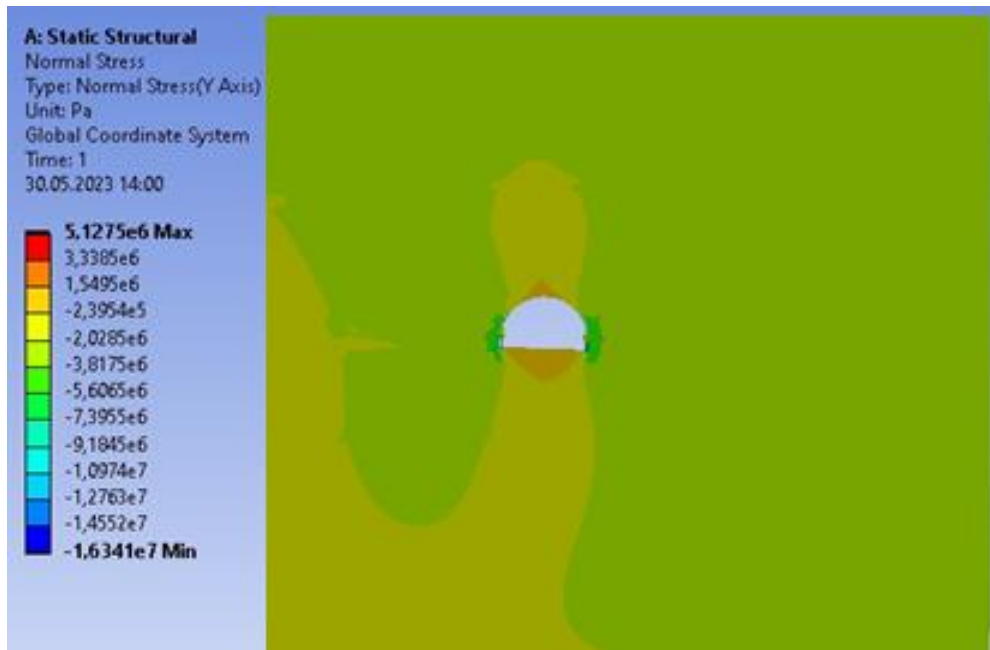 A: Static Structural
Normal Stress
Type: Normal Stress(Y Axis)
Unit: Pa
Global Coordinate System
Time: 1
30.05.2023 14:00
5,1275e6 Max
3,3385e6
1,5495e6
-2,3954e5
-2,0285e6
-3,8175e6
-5,6065e6
-7,3955e6
-9,1845e6
-1,0974e7
-1,2763e7
-1,4552e7
-1,6341e7 Min